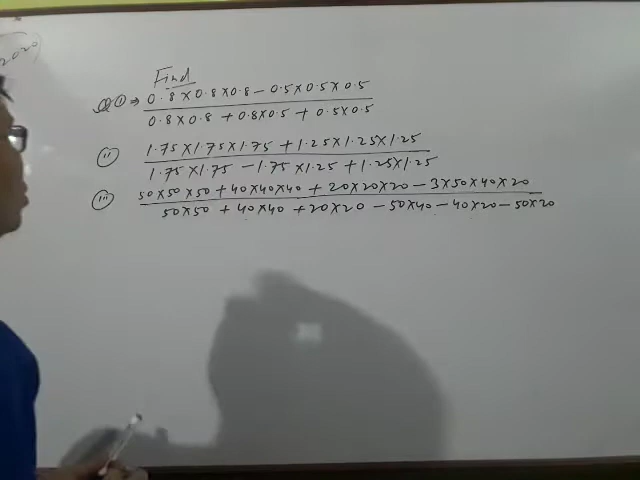 2020
Find
Q ① ⇒ 0.8×0.8×0.8 − 0.5×0.5×0.5
0.8×0.8 + 0.8×0.5 + 0.5×0.5
(ii) 1.75×1.75×1.75 + 1.25×1.25×1.25
1.75×1.75 − 1.75×1.25 + 1.25×1.25
(iii) 50×50×50 + 40×40×40 + 20×20×20 − 3×50×40×20
50×50 + 40×40 + 20×20 − 50×40 − 40×20 − 50×20